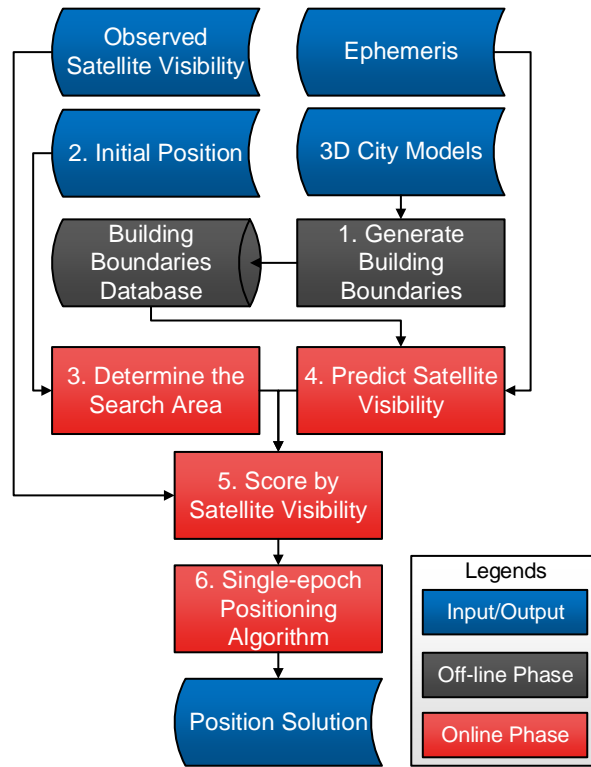 Observed
Satellite Visibility
Ephemeris
2. Initial Position
3D City Models
Building
Boundaries
Database
1. Generate
Building
Boundaries
3. Determine the
Search Area
4. Predict Satellite
Visibility
5. Score by
Satellite Visibility
6. Single-epoch
Positioning
Algorithm
Position Solution
Legends
Input/Output
Off-line Phase
Online Phase